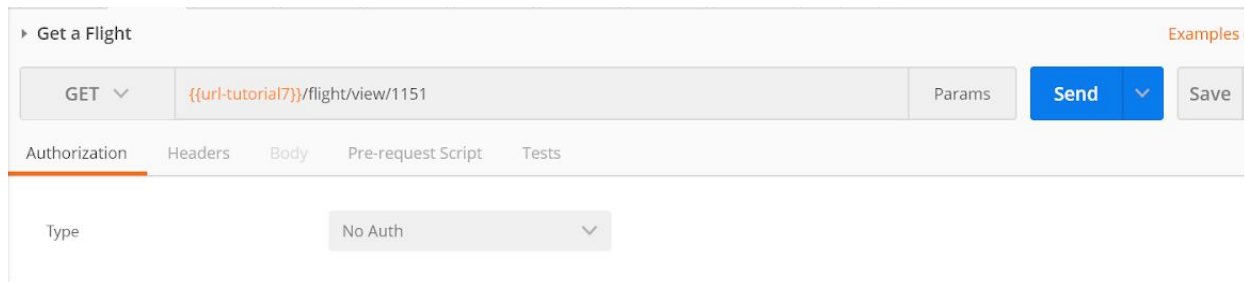 Get a Flight Examples
GET {{url-tutorial7}}/flight/view/1151 Params Send Save
Authorization Headers Body Pre-request Script Tests
Type No Auth